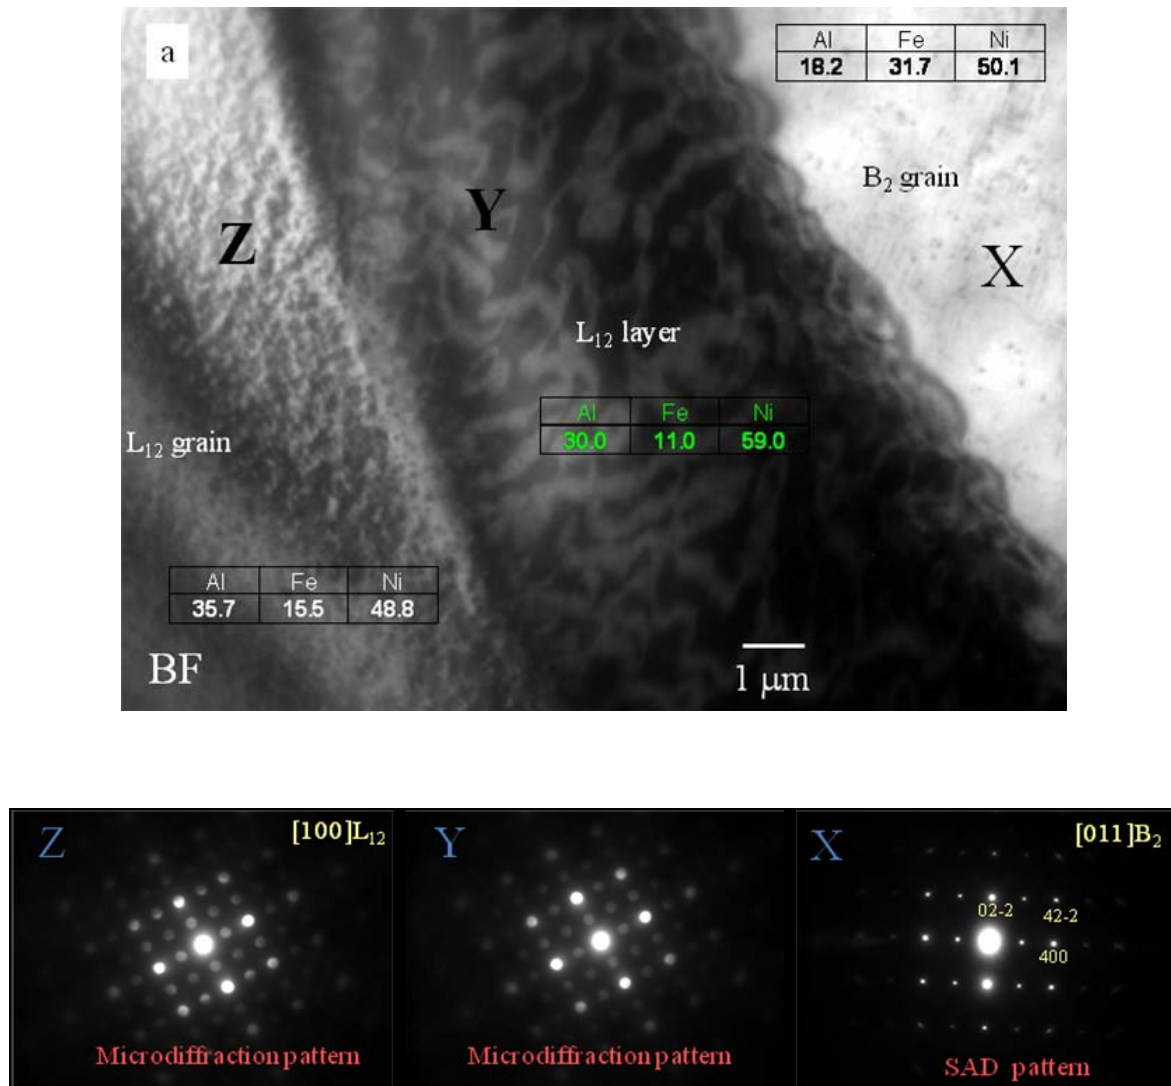 a
Al Fe Ni
18.2 31.7 50.1
B₂ grain
Z
Y
X
L₁₂ layer
Al Fe Ni
30.0 11.0 59.0
L₁₂ grain
Al Fe Ni
35.7 15.5 48.8
BF
1 µm
Z
[100]L₁₂
Microdiffraction pattern
Y
Microdiffraction pattern
X
[011]B₂
02-2
42-2
400
SAD pattern